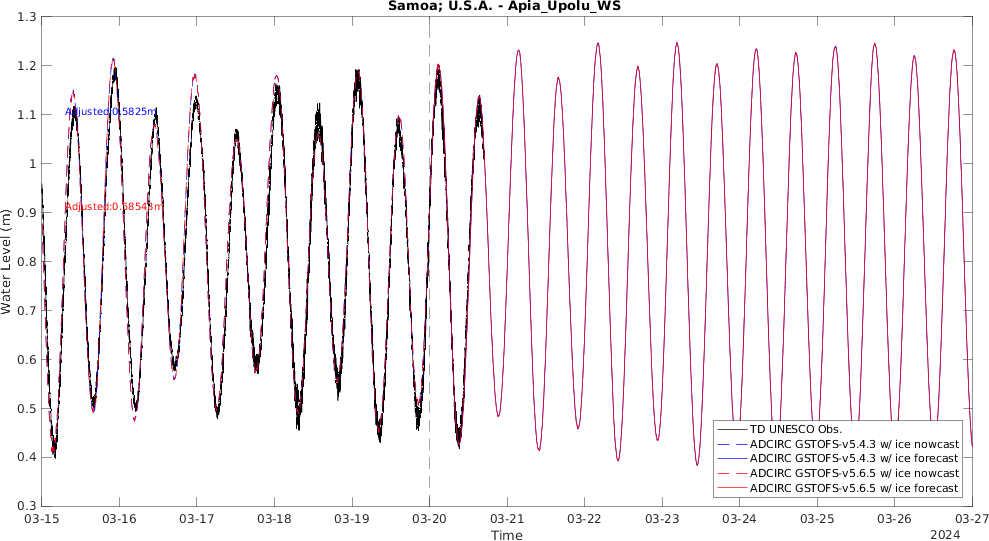 Samoa; U.S.A. - Apia_Upolu_WS
1.3
1.2
1.1
1
0.9
0.8
0.7
0.6
0.5
0.4
0.3
Water Level (m)
Adjusted:0.5825m
Adjusted:0.58543m
TD UNESCO Obs.
ADCIRC GSTOFS-v5.4.3 w/ ice nowcast
ADCIRC GSTOFS-v5.4.3 w/ ice forecast
ADCIRC GSTOFS-v5.6.5 w/ ice nowcast
ADCIRC GSTOFS-v5.6.5 w/ ice forecast
03-15 03-16 03-17 03-18 03-19 03-20 03-21 03-22 03-23 03-24 03-25 03-26 03-27
Time
2024